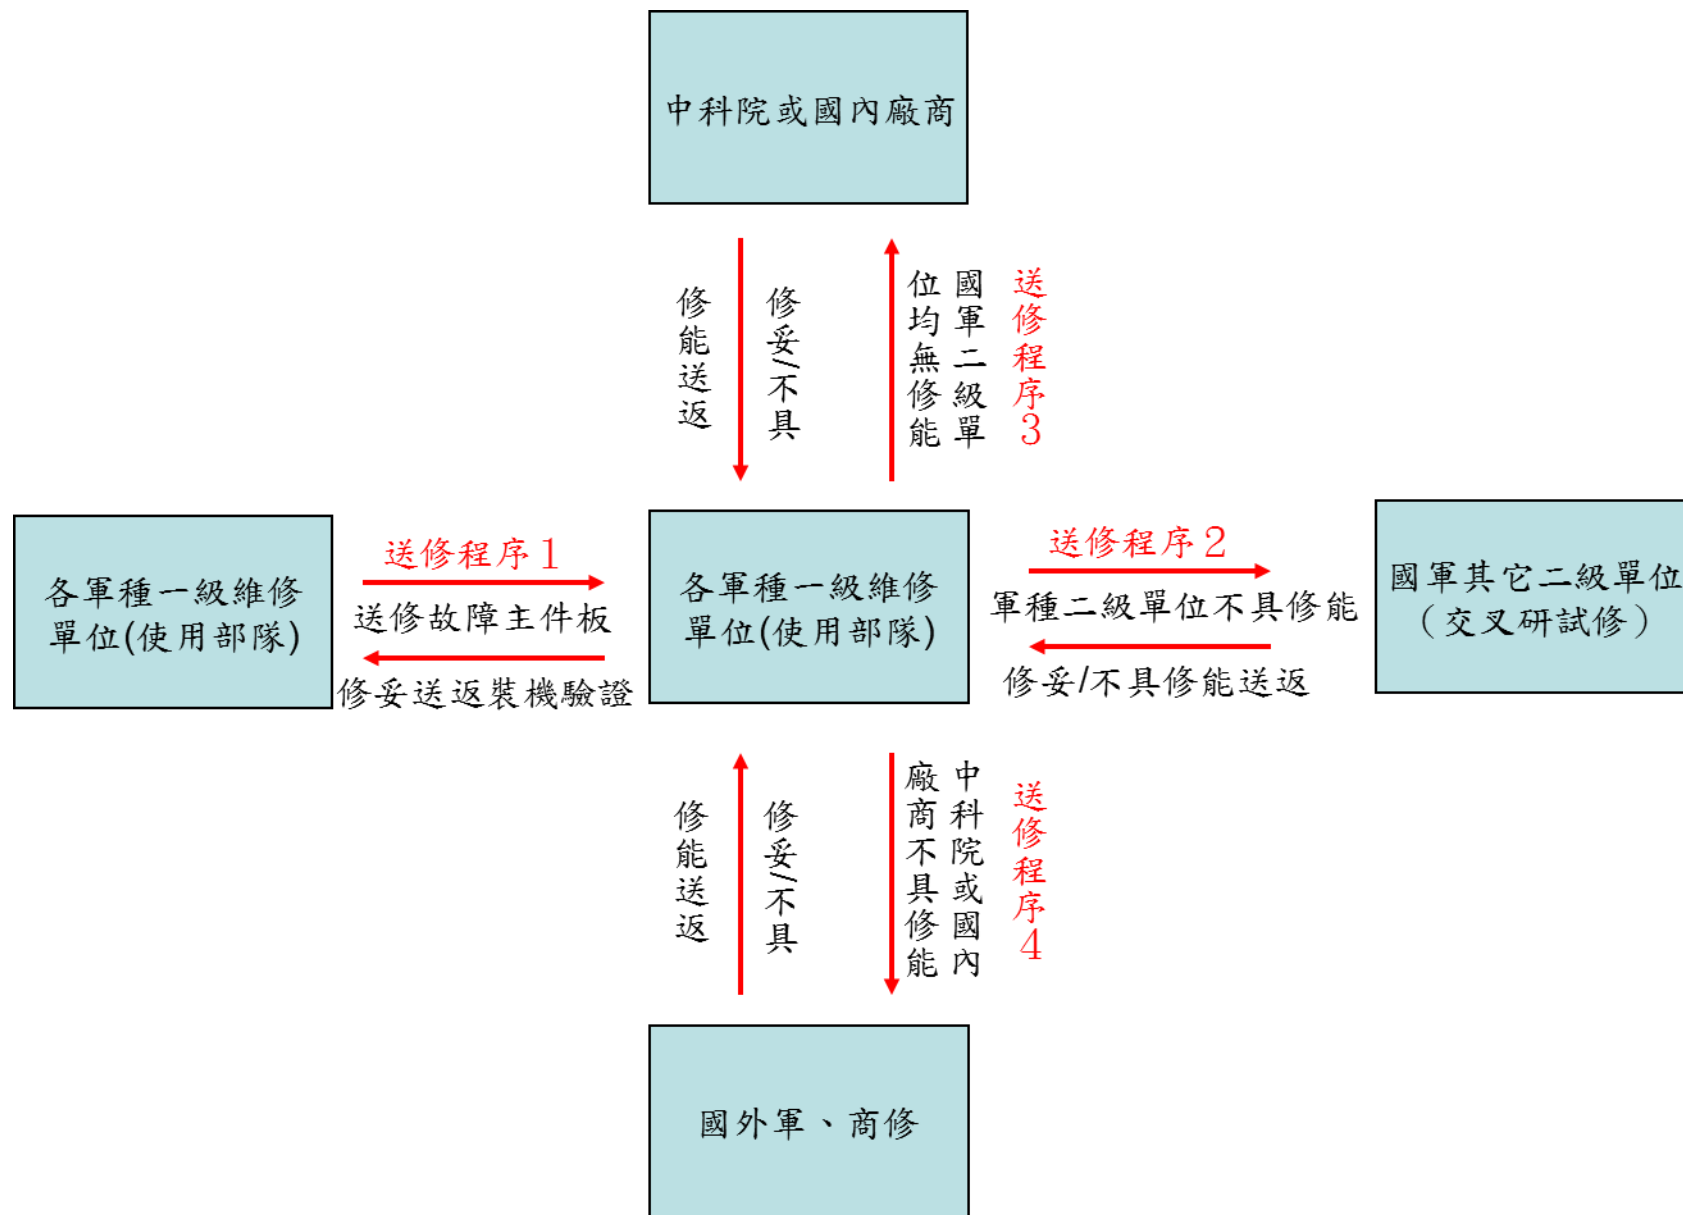 中科院或國內廠商
修能送返
修妥/不具
國軍二級單
位均無修能
送修程序3
各軍種一級維修
單位(使用部隊)
送修程序1
送修故障主件板
修妥送返裝機驗證
各軍種一級維修
單位(使用部隊)
送修程序2
軍種二級單位不具修能
修妥/不具修能送返
國軍其它二級單位
（交叉研試修）
修能送返
修妥/不具
中科院或國內
廠商不具修能
送修程序4
國外軍、商修